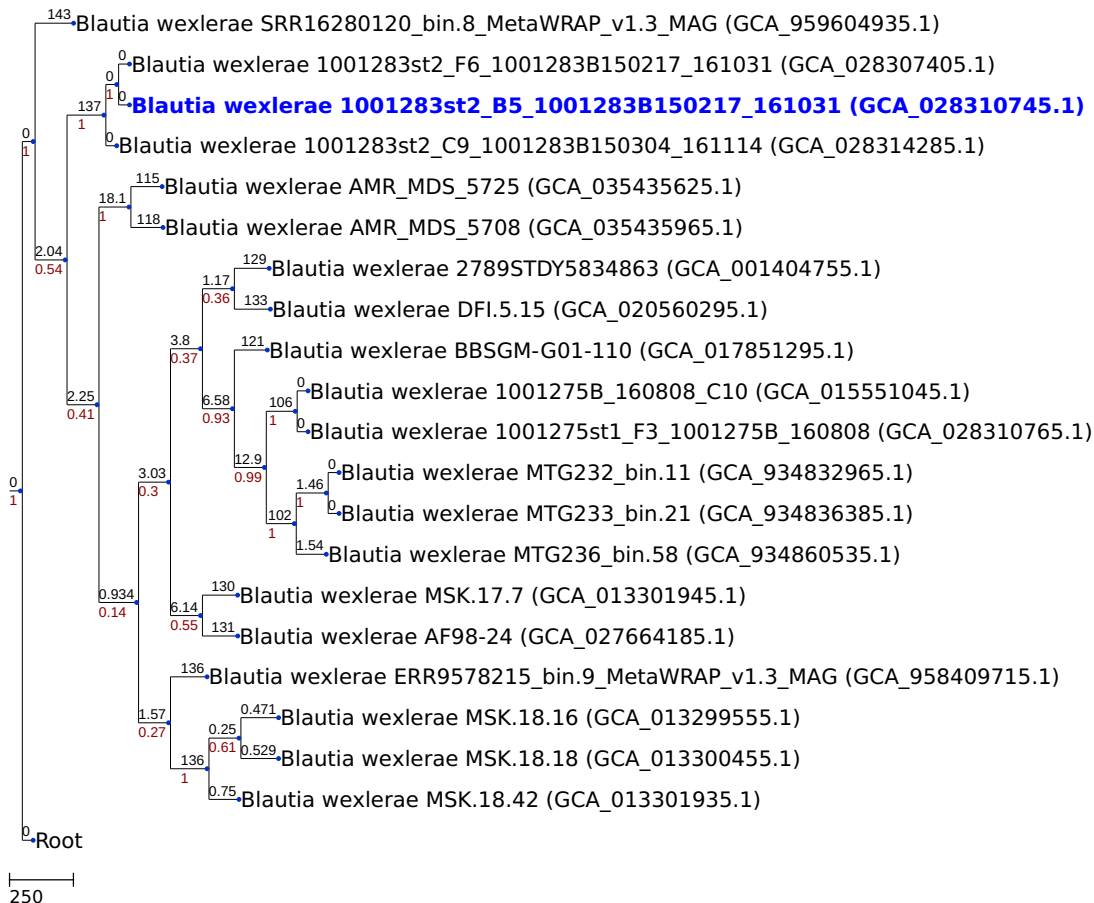 143
Blautia wexlerae SRR16280120_bin.8_MetaWRAP_v1.3_MAG (GCA_959604935.1)
0
Blautia wexlerae 1001283st2_F6_1001283B150217_161031 (GCA_028307405.1)
0
1
0
Blautia wexlerae 1001283st2_B5_1001283B150217_161031 (GCA_028310745.1)
137
1
0
1
0
Blautia wexlerae 1001283st2_C9_1001283B150304_161114 (GCA_028314285.1)
115
Blautia wexlerae AMR_MDS_5725 (GCA_035435625.1)
18.1
1
118
Blautia wexlerae AMR_MDS_5708 (GCA_035435965.1)
2.04
0.54
129
Blautia wexlerae 2789STDY5834863 (GCA_001404755.1)
1.17
0.36
133
Blautia wexlerae DFI.5.15 (GCA_020560295.1)
3.8
0.37
121
Blautia wexlerae BBSGM-G01-110 (GCA_017851295.1)
0
Blautia wexlerae 1001275B_160808_C10 (GCA_015551045.1)
2.25
0.41
6.58
0.93
106
1
0
Blautia wexlerae 1001275st1_F3_1001275B_160808 (GCA_028310765.1)
12.9
0.99
0
Blautia wexlerae MTG232_bin.11 (GCA_934832965.1)
0
1
3.03
0.3
1.46
1
0
Blautia wexlerae MTG233_bin.21 (GCA_934836385.1)
102
1
1.54
Blautia wexlerae MTG236_bin.58 (GCA_934860535.1)
130
Blautia wexlerae MSK.17.7 (GCA_013301945.1)
0.934
0.14
6.14
0.55
131
Blautia wexlerae AF98-24 (GCA_027664185.1)
136
Blautia wexlerae ERR9578215_bin.9_MetaWRAP_v1.3_MAG (GCA_958409715.1)
1.57
0.27
0.471
Blautia wexlerae MSK.18.16 (GCA_013299555.1)
0.25
0.61
0.529
Blautia wexlerae MSK.18.18 (GCA_013300455.1)
136
1
0.75
Blautia wexlerae MSK.18.42 (GCA_013301935.1)
0
Root
250